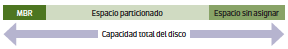 MBR Espacio particionado Espacio sin asignar
Capacidad total del disco